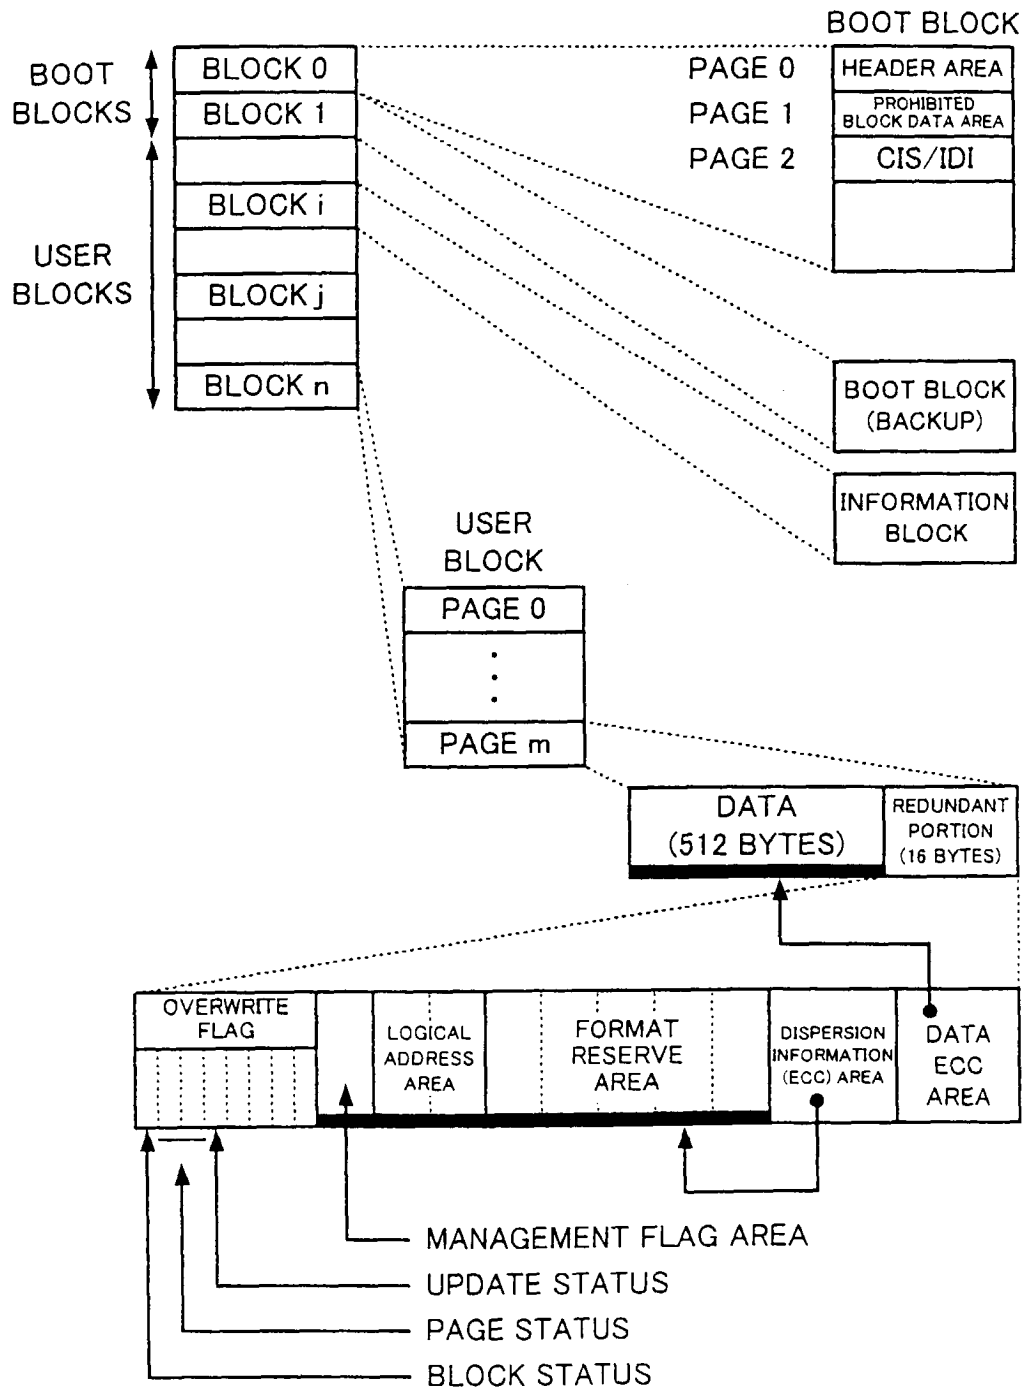 BOOT BLOCK
BOOT
BLOCKS
BLOCK 0
BLOCK 1
PAGE 0
HEADER AREA
PAGE 1
PROHIBITED
BLOCK DATA AREA
PAGE 2
CIS/IDI
USER
BLOCKS
BLOCK i
BLOCK j
BLOCK n
BOOT BLOCK
(BACKUP)
INFORMATION
BLOCK
USER
BLOCK
PAGE 0
PAGE m
DATA
(512 BYTES)
REDUNDANT
PORTION
(16 BYTES)
OVERWRITE
FLAG
LOGICAL
ADDRESS
AREA
FORMAT
RESERVE
AREA
DISPERSION
INFORMATION
(ECC) AREA
DATA
ECC
AREA
MANAGEMENT FLAG AREA
UPDATE STATUS
PAGE STATUS
BLOCK STATUS